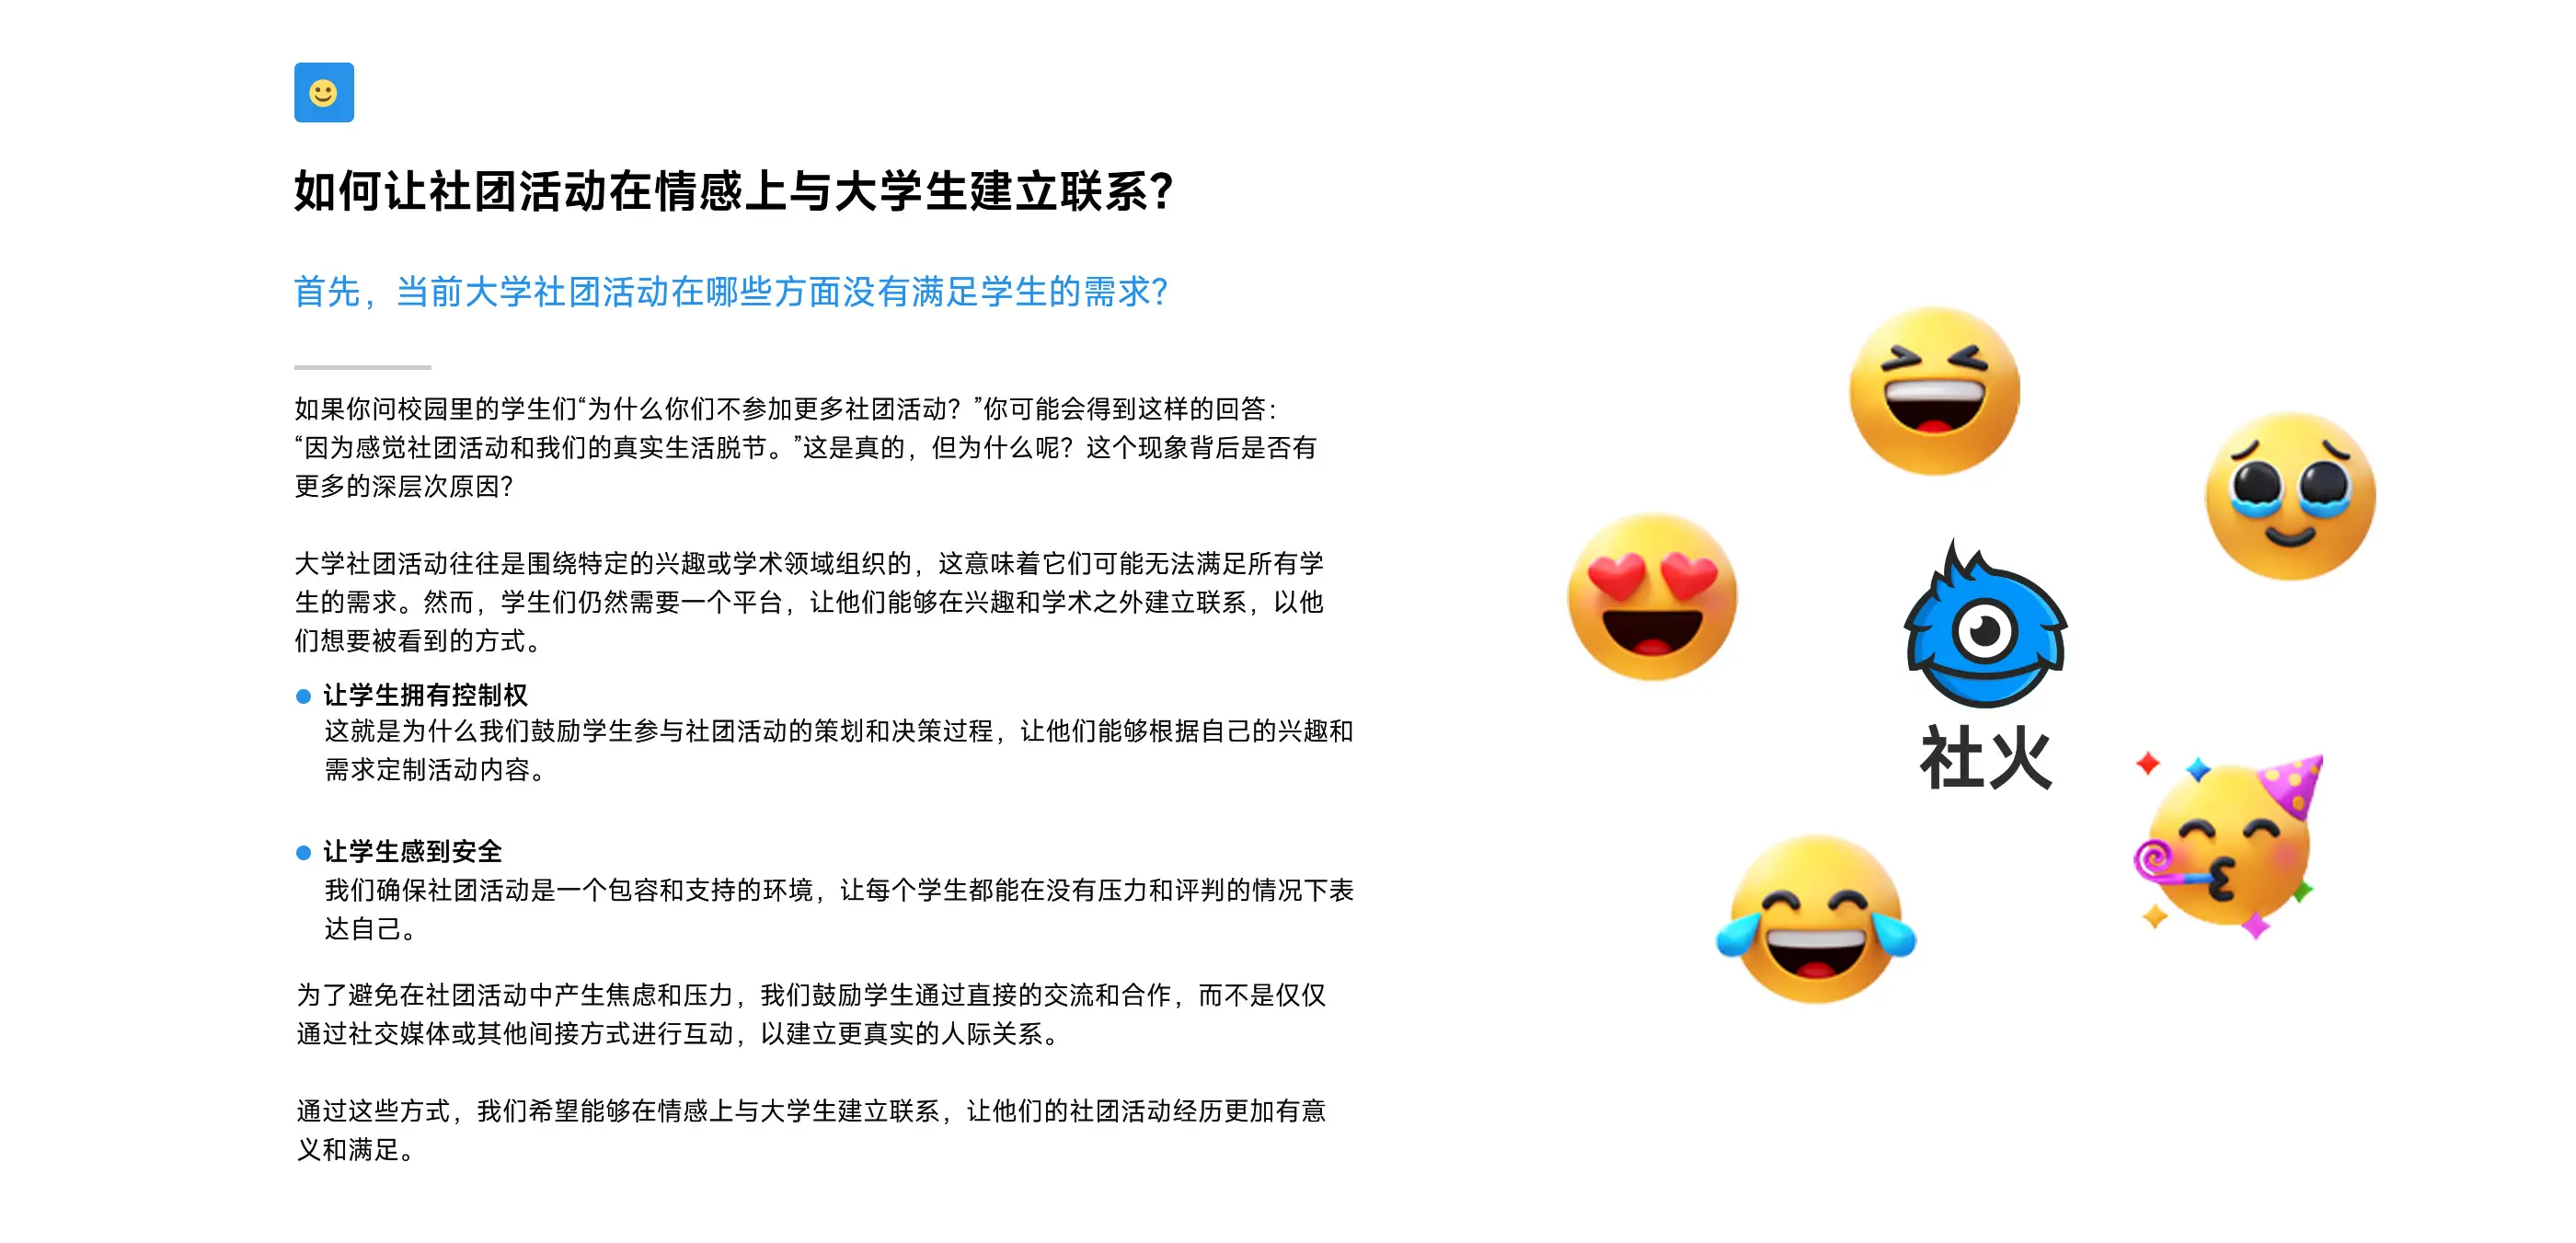 如何让社团活动在情感上与大学生建立联系？
首先，当前大学社团活动在哪些方面没有满足学生的需求？
如果你问校园里的学生们“为什么你们不参加更多社团活动？”你可能会得到这样的回答：
“因为感觉社团活动和我们的真实生活脱节。”这是真的，但为什么呢？这个现象背后是否有
更多的深层次原因？
大学社团活动往往是围绕特定的兴趣或学术领域组织的，这意味着它们可能无法满足所有学
生的需求。然而，学生们仍然需要一个平台，让他们能够在兴趣和学术之外建立联系，以他
们想要被看到的方式。
让学生拥有控制权
这就是为什么我们鼓励学生参与社团活动的策划和决策过程，让他们能够根据自己的兴趣和
需求定制活动内容。
让学生感到安全
我们确保社团活动是一个包容和支持的环境，让每个学生都能在没有压力和评判的情况下表
达自己。
为了避免在社团活动中产生焦虑和压力，我们鼓励学生通过直接的交流和合作，而不是仅仅
通过社交媒体或其他间接方式进行互动，以建立更真实的人际关系。
通过这些方式，我们希望能够在情感上与大学生建立联系，让他们的社团活动经历更加有意
义和满足。
社火